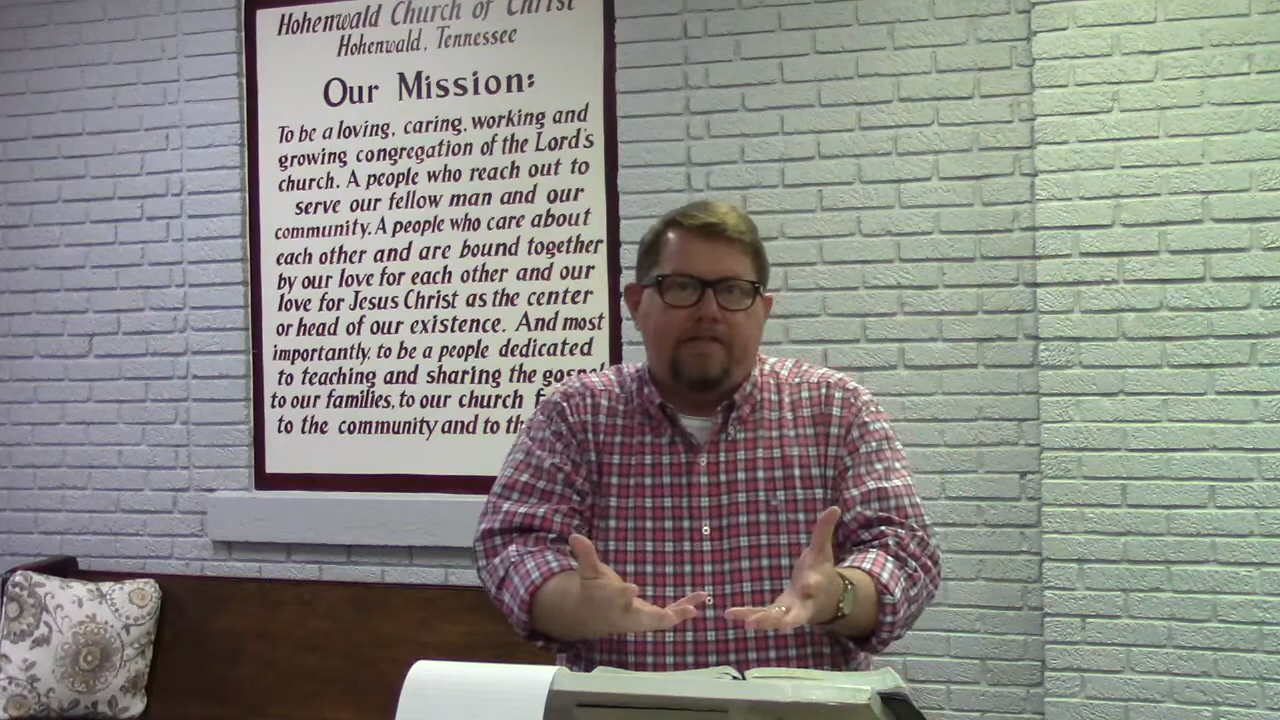 Hohenwald Church of Christ
Hohenwald, Tennessee
Our Mission:
To be a loving, caring, working and
growing congregation of the Lord's
church. A people who reach out to
serve our fellow man and our
community. A people who care about
each other and are bound together
by our love for each other and our
love for Jesus Christ as the center
or head of our existence. And most
importantly, to be a people dedicated
to teaching and sharing the gospel
to our families, to our church
to the community and to